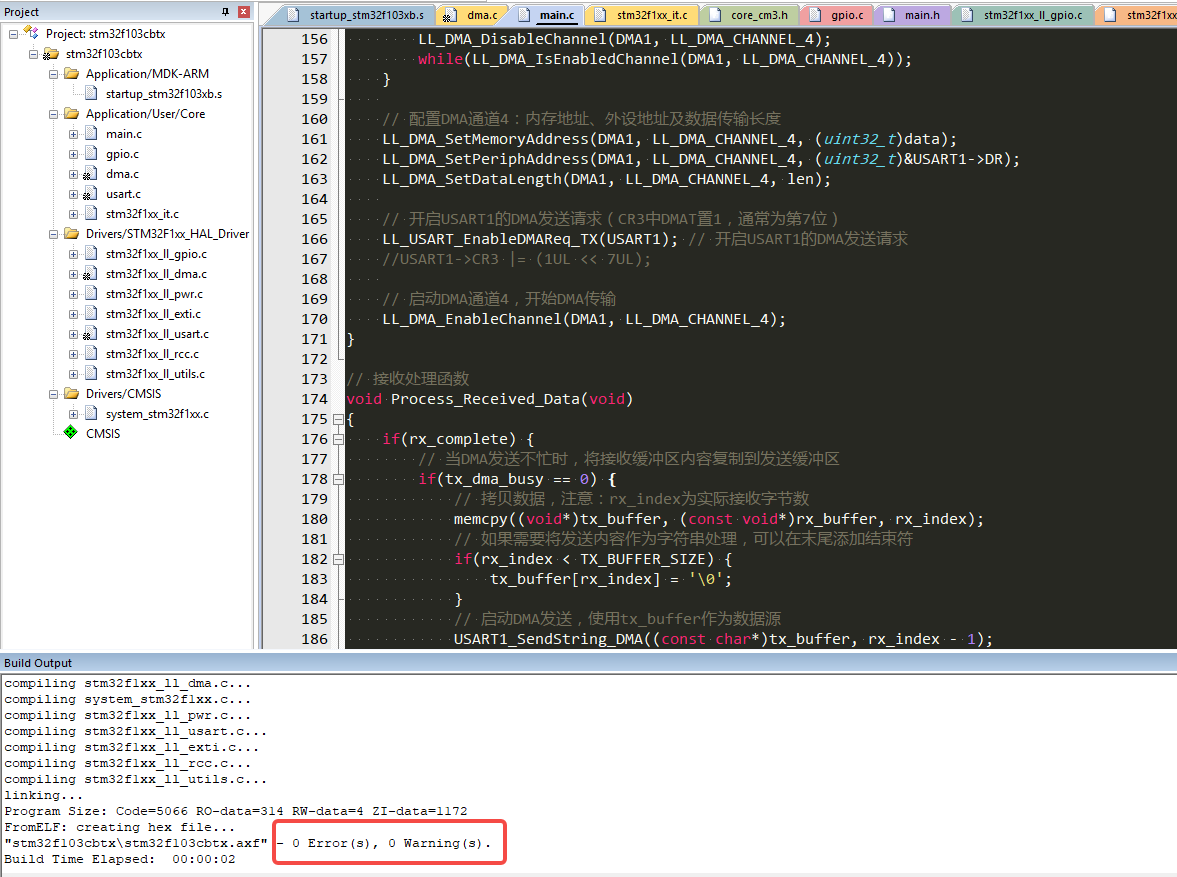 Project
Project: stm32f103cbtx
stm32f103cbtx
Application/MDK-ARM
startup_stm32f103xb.s
Application/User/Core
main.c
gpio.c
dma.c
usart.c
stm32f1xx_it.c
Drivers/STM32F1xx_HAL_Driver
stm32f1xx_ll_gpio.c
stm32f1xx_ll_dma.c
stm32f1xx_ll_pwr.c
stm32f1xx_ll_exti.c
stm32f1xx_ll_usart.c
stm32f1xx_ll_rcc.c
stm32f1xx_ll_utils.c
Drivers/CMSIS
system_stm32f1xx.c
CMSIS
startup_stm32f103xb.s dma.c main.c stm32f1xx_it.c core_cm3.h gpio.c main.h stm32f1xx_ll_gpio.c stm32f1xx
156 LL_DMA_DisableChannel(DMA1, LL_DMA_CHANNEL_4);
157 while(LL_DMA_IsEnabledChannel(DMA1, LL_DMA_CHANNEL_4));
158 }
159
160 // 配置DMA通道4：内存地址、外设地址及数据传输长度
161 LL_DMA_SetMemoryAddress(DMA1, LL_DMA_CHANNEL_4, (uint32_t)data);
162 LL_DMA_SetPeriphAddress(DMA1, LL_DMA_CHANNEL_4, (uint32_t)&USART1->DR);
163 LL_DMA_SetDataLength(DMA1, LL_DMA_CHANNEL_4, len);
164
165 // 开启USART1的DMA发送请求（CR3中DMAT置1，通常为第7位）
166 LL_USART_EnableDMAReq_TX(USART1); // 开启USART1的DMA发送请求
167 //USART1->CR3 |= (1UL << 7UL);
168
169 // 启动DMA通道4，开始DMA传输
170 LL_DMA_EnableChannel(DMA1, LL_DMA_CHANNEL_4);
171 }
172
173 // 接收处理函数
174 void Process_Received_Data(void)
175 {
176 if(rx_complete) {
177 // 当DMA发送不忙时，将接收缓冲区内容复制到发送缓冲区
178 if(tx_dma_busy == 0) {
179 // 拷贝数据，注意：rx_index为实际接收字节数
180 memcpy((void*)tx_buffer, (const void*)rx_buffer, rx_index);
181 // 如果需要将发送内容作为字符串处理，可以在末尾添加结束符
182 if(rx_index < TX_BUFFER_SIZE) {
183 tx_buffer[rx_index] = '\0';
184 }
185 // 启动DMA发送，使用tx_buffer作为数据源
186 USART1_SendString_DMA((const char*)tx_buffer, rx_index - 1);
Build Output
compiling stm32f1xx_ll_dma.c...
compiling system_stm32f1xx.c...
compiling stm32f1xx_ll_pwr.c...
compiling stm32f1xx_ll_usart.c...
compiling stm32f1xx_ll_exti.c...
compiling stm32f1xx_ll_rcc.c...
compiling stm32f1xx_ll_utils.c...
linking...
Program Size: Code=5066 RO-data=314 RW-data=4 ZI-data=1172
FromELF: creating hex file...
"stm32f103cbtx\stm32f103cbtx.axf" - 0 Error(s), 0 Warning(s).
Build Time Elapsed:  00:00:02